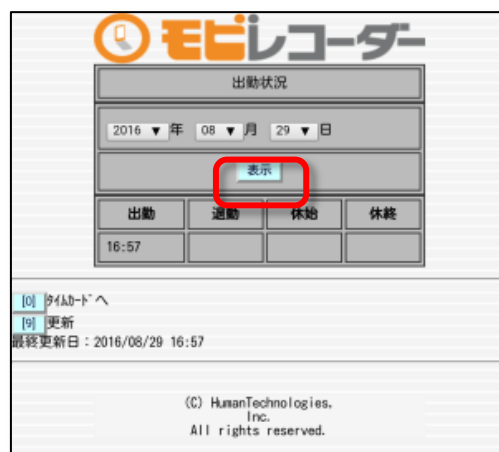 モビレコーダー
出勤状況
2016 ▼ 年 08 ▼ 月 29 ▼ 日
表示
出勤 退勤 休始 休終
16:57
[0] ﾀｲﾑｶｰﾄﾞへ
[9] 更新
最終更新日：2016/08/29 16:57
(C) HumanTechnologies.
Inc.
All rights reserved.